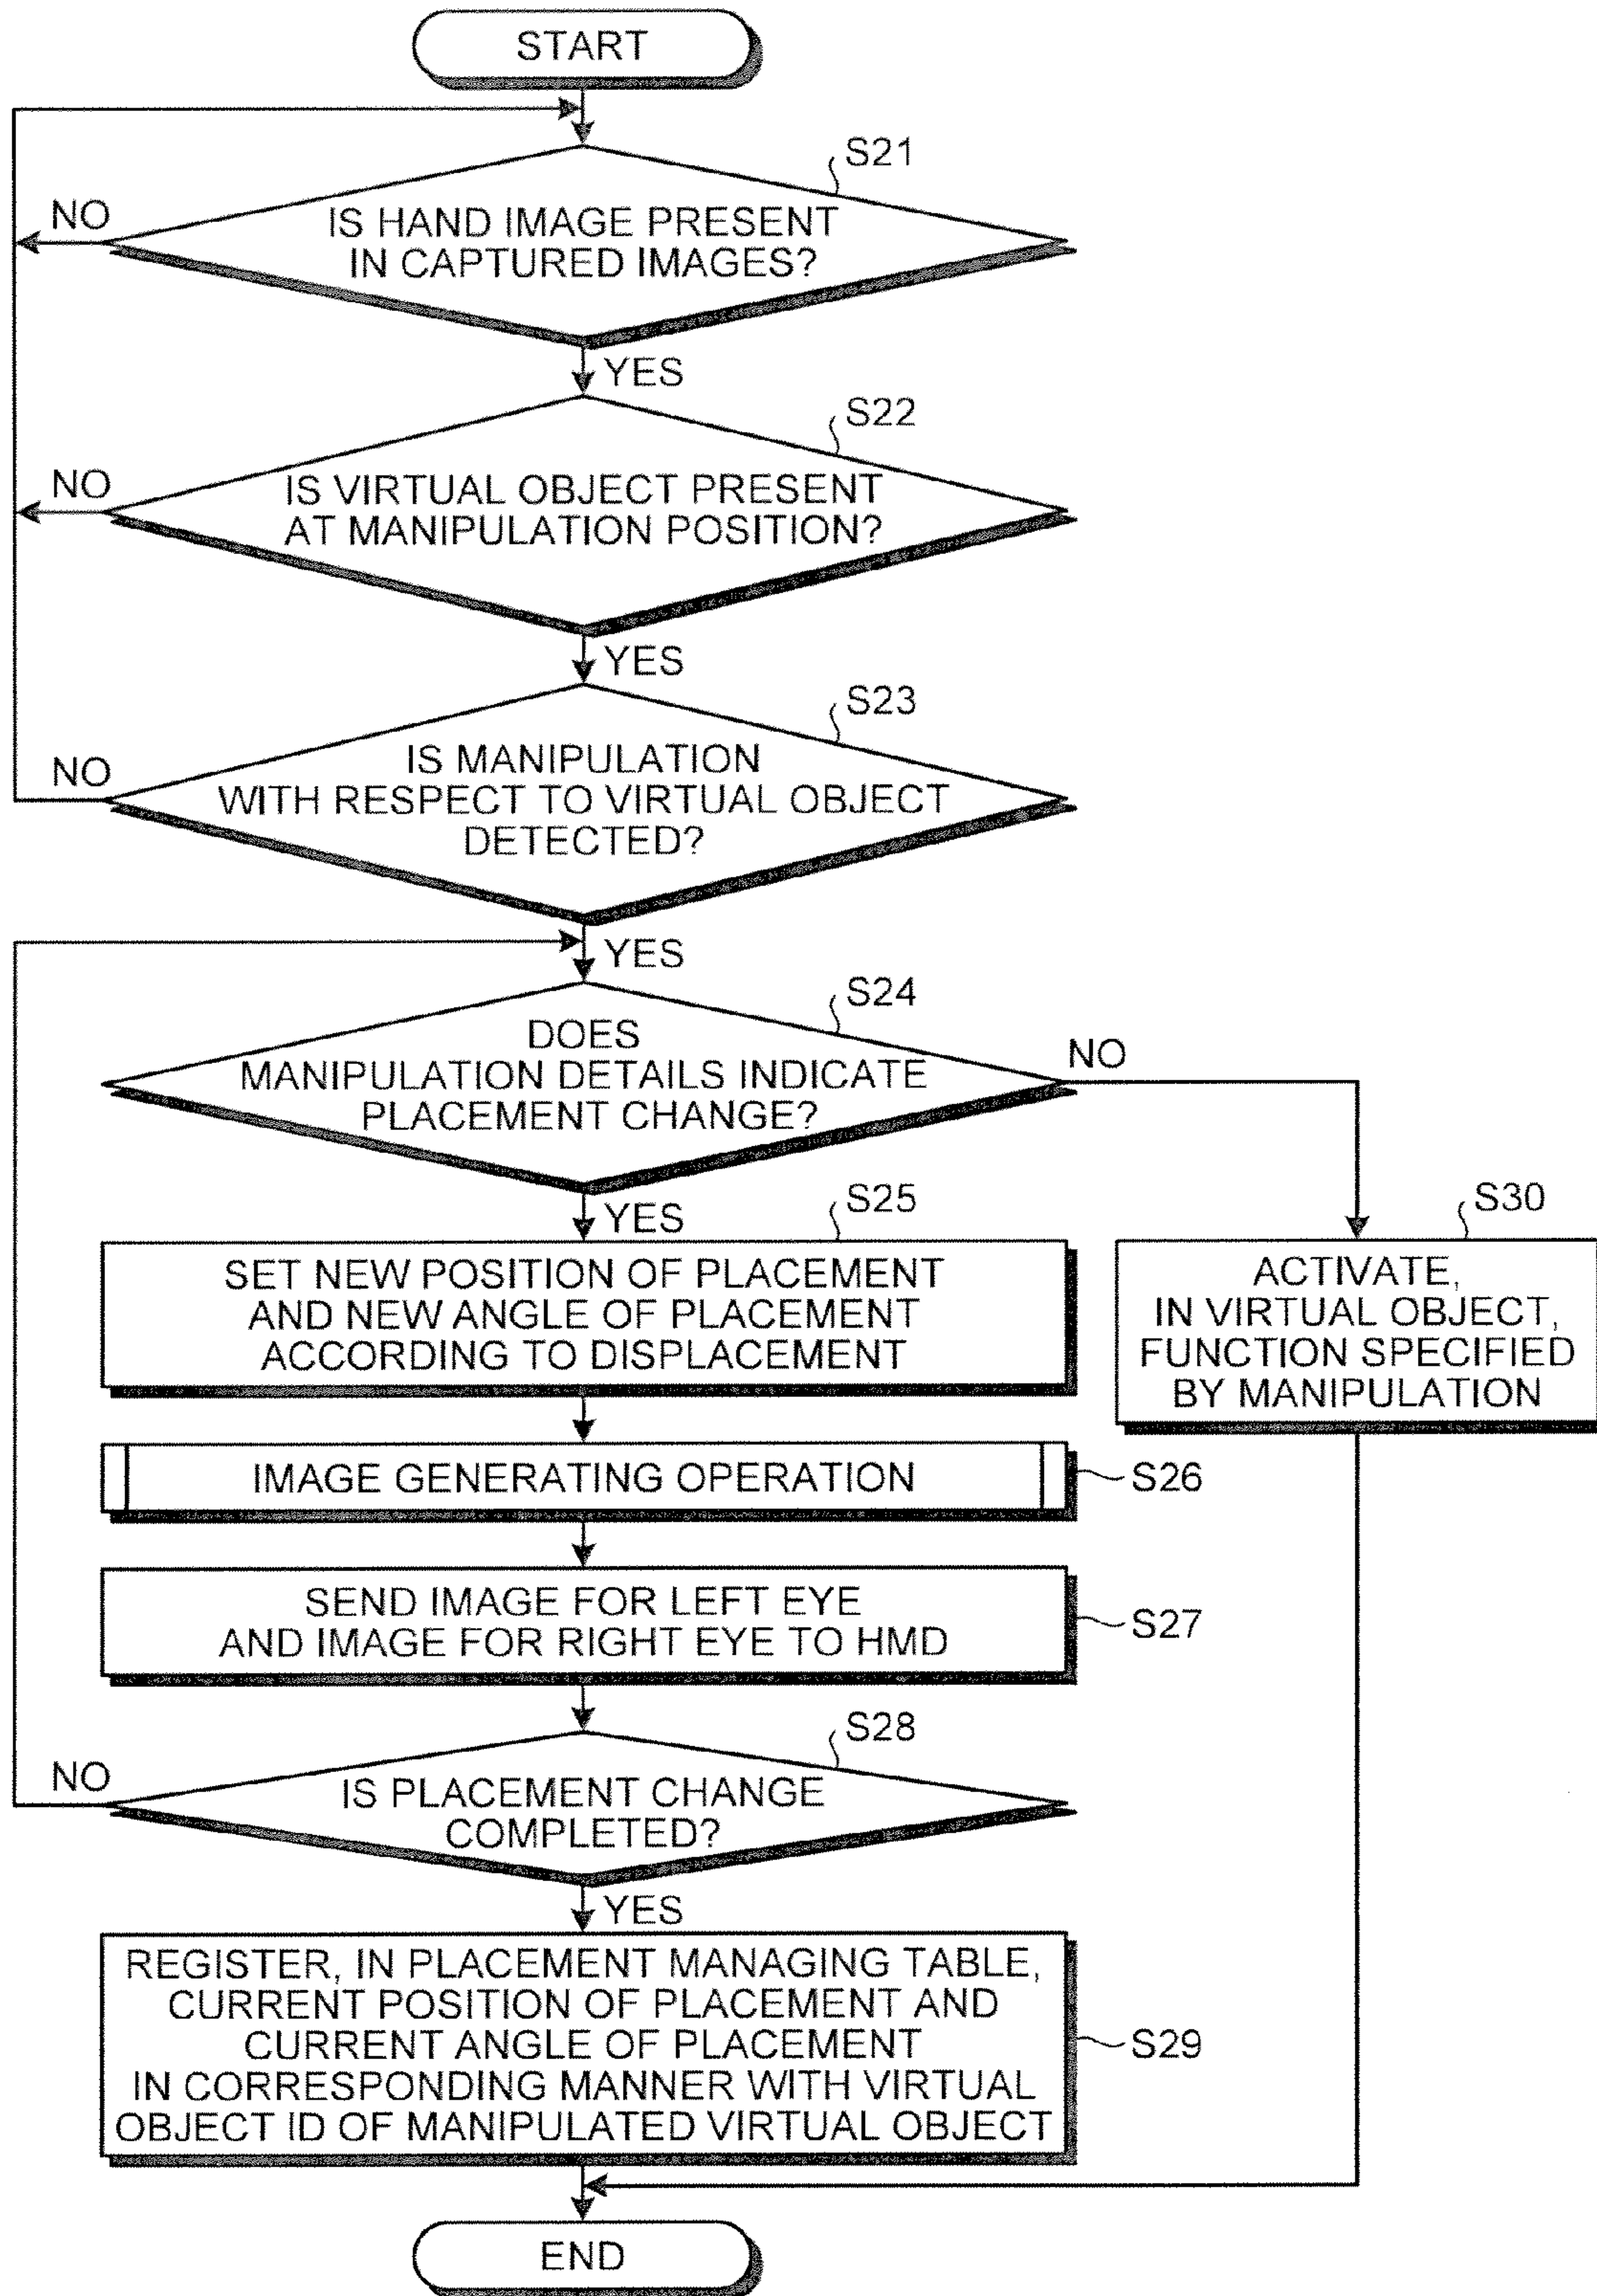 START
S21
NO
IS HAND IMAGE PRESENT
IN CAPTURED IMAGES?
YES
S22
NO
IS VIRTUAL OBJECT PRESENT
AT MANIPULATION POSITION?
YES
S23
NO
IS MANIPULATION
WITH RESPECT TO VIRTUAL OBJECT
DETECTED?
YES
S24
DOES
MANIPULATION DETAILS INDICATE
PLACEMENT CHANGE?
NO
YES
S25
SET NEW POSITION OF PLACEMENT
AND NEW ANGLE OF PLACEMENT
ACCORDING TO DISPLACEMENT
S30
ACTIVATE,
IN VIRTUAL OBJECT,
FUNCTION SPECIFIED
BY MANIPULATION
IMAGE GENERATING OPERATION
S26
SEND IMAGE FOR LEFT EYE
AND IMAGE FOR RIGHT EYE TO HMD
S27
S28
NO
IS PLACEMENT CHANGE
COMPLETED?
YES
REGISTER, IN PLACEMENT MANAGING TABLE,
CURRENT POSITION OF PLACEMENT AND
CURRENT ANGLE OF PLACEMENT
IN CORRESPONDING MANNER WITH VIRTUAL
OBJECT ID OF MANIPULATED VIRTUAL OBJECT
S29
END